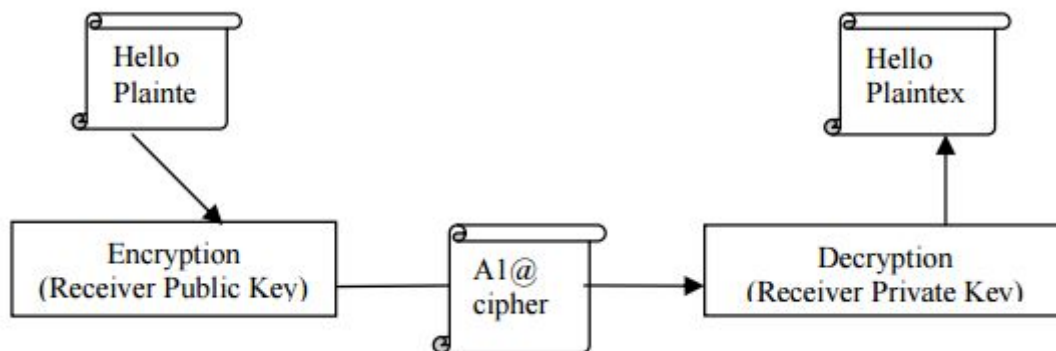 Hello
Plainte
Hello
Plaintex
Encryption
(Receiver Public Key)
A1@
cipher
Decryption
(Receiver Private Key)